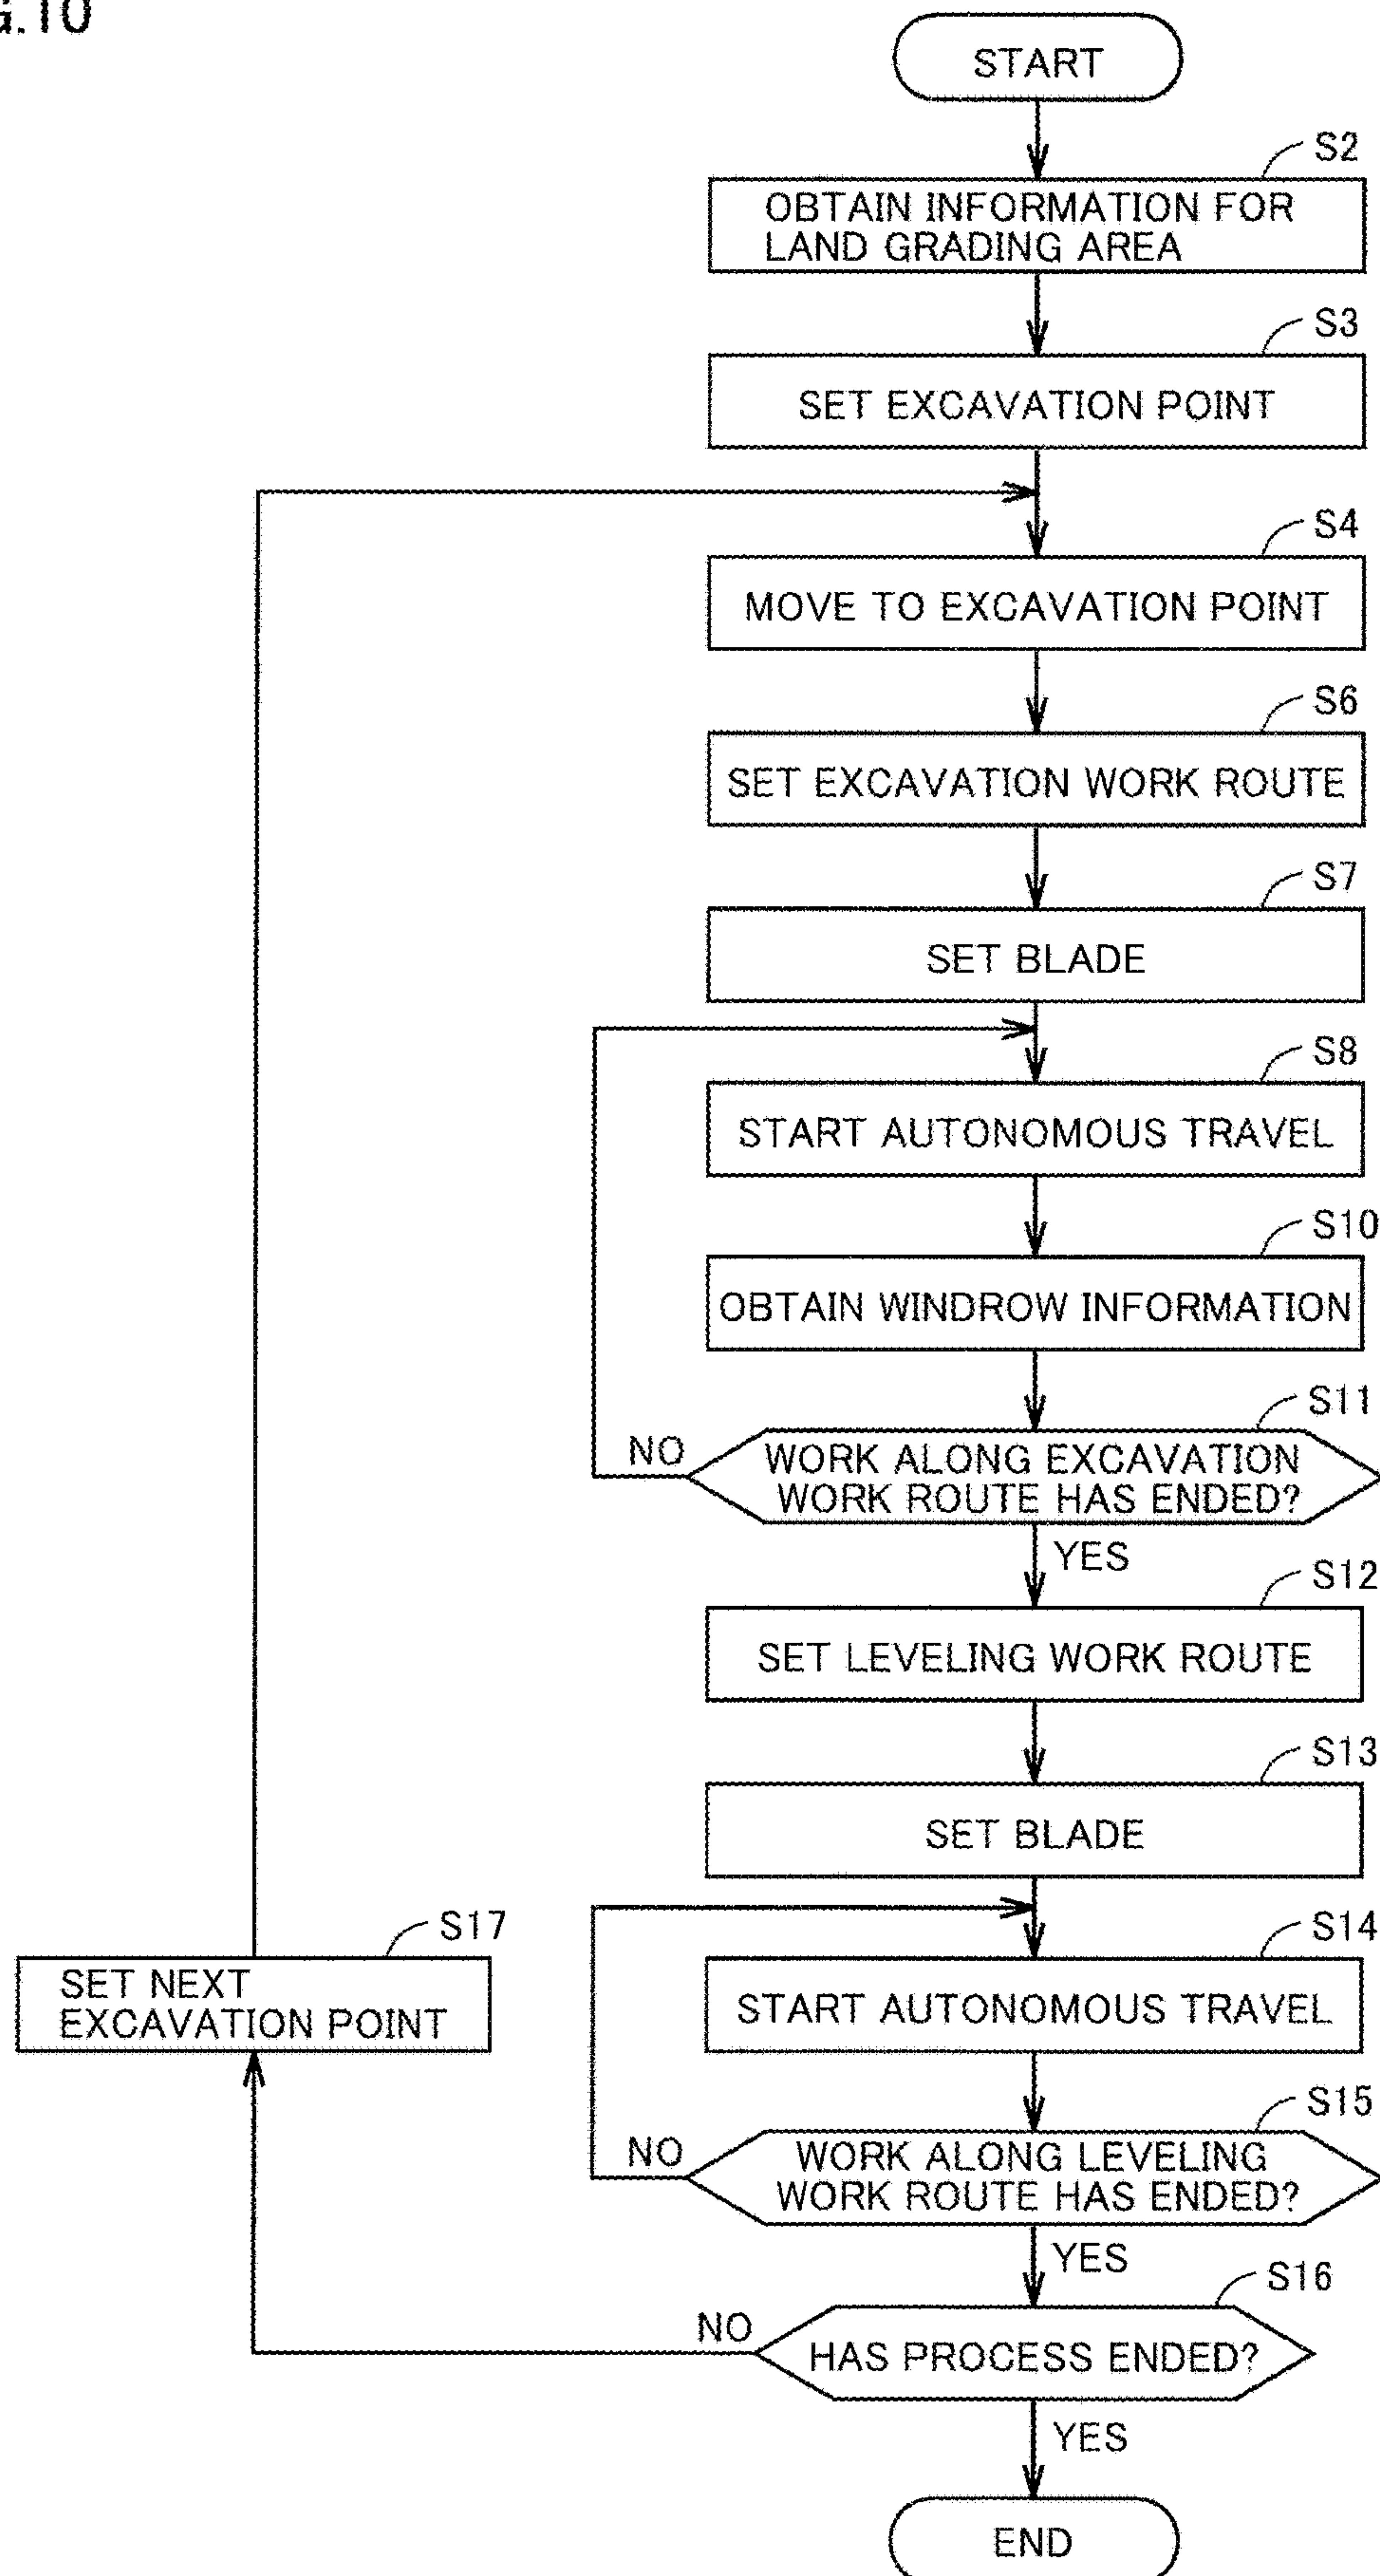 G.10
START
S2
OBTAIN INFORMATION FOR
LAND GRADING AREA
S3
SET EXCAVATION POINT
S4
MOVE TO EXCAVATION POINT
S6
SET EXCAVATION WORK ROUTE
S7
SET BLADE
S8
START AUTONOMOUS TRAVEL
S10
OBTAIN WINDROW INFORMATION
S11
NO
WORK ALONG EXCAVATION
WORK ROUTE HAS ENDED?
YES
S12
SET LEVELING WORK ROUTE
S13
SET BLADE
S17
SET NEXT
EXCAVATION POINT
S14
START AUTONOMOUS TRAVEL
S15
NO
WORK ALONG LEVELING
WORK ROUTE HAS ENDED?
YES
S16
NO
HAS PROCESS ENDED?
YES
END